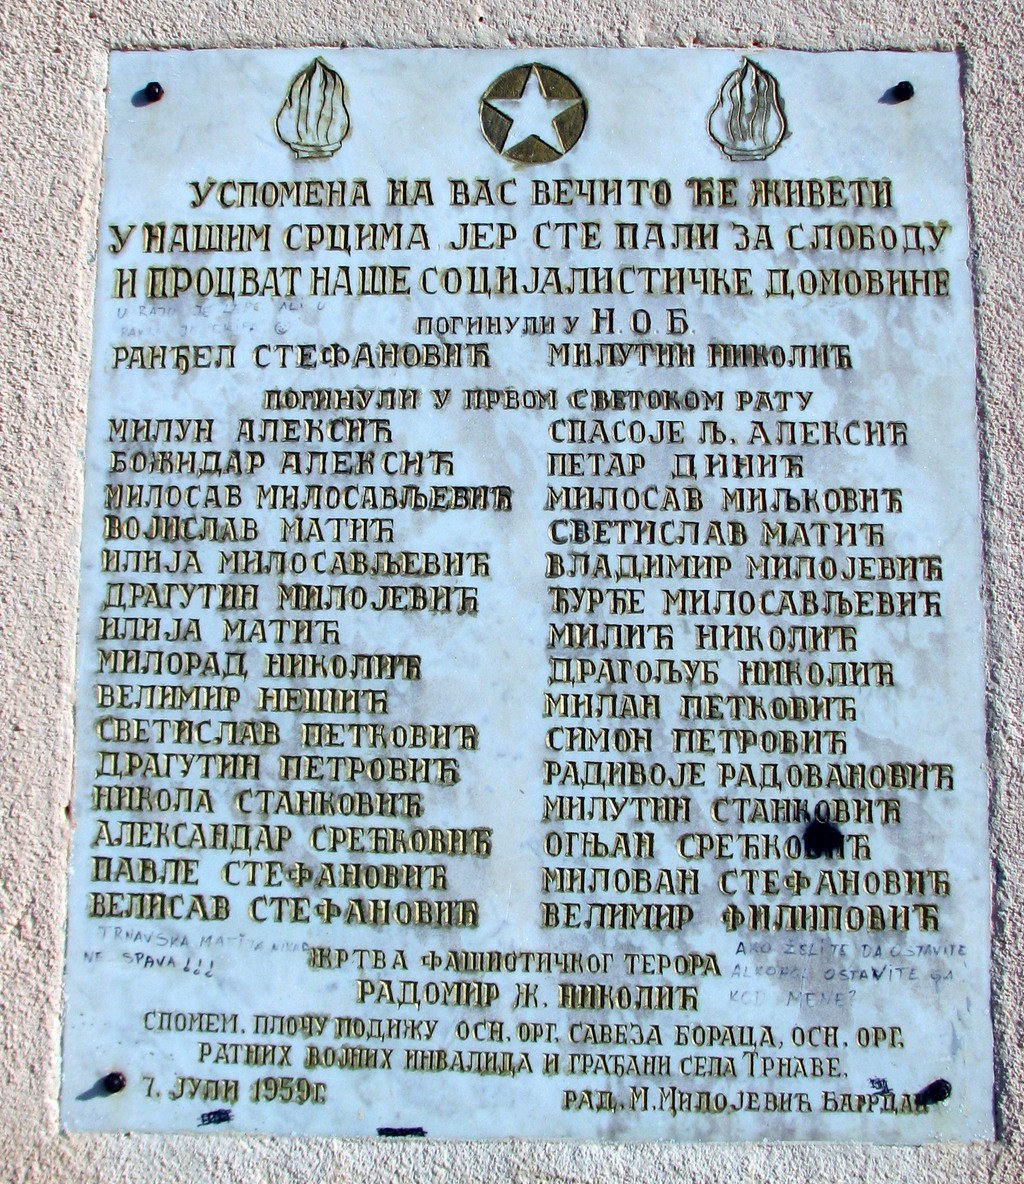 УСПОМЕНА НА ВАС ВЕЧИТО ЋЕ ЖИВЕТИ
У НАШИМ СРЦИМА ЈЕР СТЕ ПАЛИ ЗА СЛОБОДУ
И ПРОЦВАТ НАШЕ СОЦИЈАЛИСТИЧКЕ ДОМОВИНЕ
U RATU JE ALI U
ПОГИНУЛИ У Н.О.Б.
РАНЂЕЛ СТЕФАНОВИЋ МИЛУТИН НИКОЛИЋ
ПОГИНУЛИ У ПРВОМ СВЕТСКОМ РАТУ
МИЛУН АЛЕКСИЋ СПАСОЈЕ Љ. АЛЕКСИЋ
БОЖИДАР АЛЕКСИЋ ПЕТАР ДИНИЋ
МИЛОСАВ МИЛОСАВЉЕВИЋ МИЛОСАВ МИЉКОВИЋ
ВОЈИСЛАВ МАТИЋ СВЕТИСЛАВ МАТИЋ
ИЛИЈА МИЛОСАВЉЕВИЋ ВЛАДИМИР МИЛОЈЕВИЋ
ДРАГУТИН МИЛОЈЕВИЋ ЂУРЂЕ МИЛОСАВЉЕВИЋ
ИЛИЈА МАТИЋ МИЛИЋ НИКОЛИЋ
МИЛОРАД НИКОЛИЋ ДРАГОЉУБ НИКОЛИЋ
ВЕЛИМИР НЕШИЋ МИЛАН ПЕТКОВИЋ
СВЕТИСЛАВ ПЕТКОВИЋ СИМОН ПЕТРОВИЋ
ДРАГУТИН ПЕТРОВИЋ РАДИВОЈЕ РАДОВАНОВИЋ
НИКОЛА СТАНКОВИЋ МИЛУТИН СТАНКОВИЋ
АЛЕКСАНДАР СРЕЋКОВИЋ ОГЊАН СРЕЋКОВИЋ
ПАВЛЕ СТЕФАНОВИЋ МИЛОВАН СТЕФАНОВИЋ
ВЕЛИСАВ СТЕФАНОВИЋ ВЕЛИМИР ФИЛИПОВИЋ
TRNAVSKA
NE SPAVA!!!
ЖРТВА ФАШИСТИЧКОГ ТЕРОРА
РАДОМИР Ж. НИКОЛИЋ
AKO ŽELITE DA OSTAVITE
ALKOHOL OSTAVITE GA
KOD MENE?
СПОМЕН. ПЛОЧУ ПОДИЖУ ОСН. ОРГ. САВЕЗА БОРАЦА, ОСН. ОРГ.
РАТНИХ ВОЈНИХ ИНВАЛИДА И ГРАЂАНИ СЕЛА ТРНАВЕ.
7. ЈУЛИ 1959Г.
РАД. М. МИЛОЈЕВИЋ